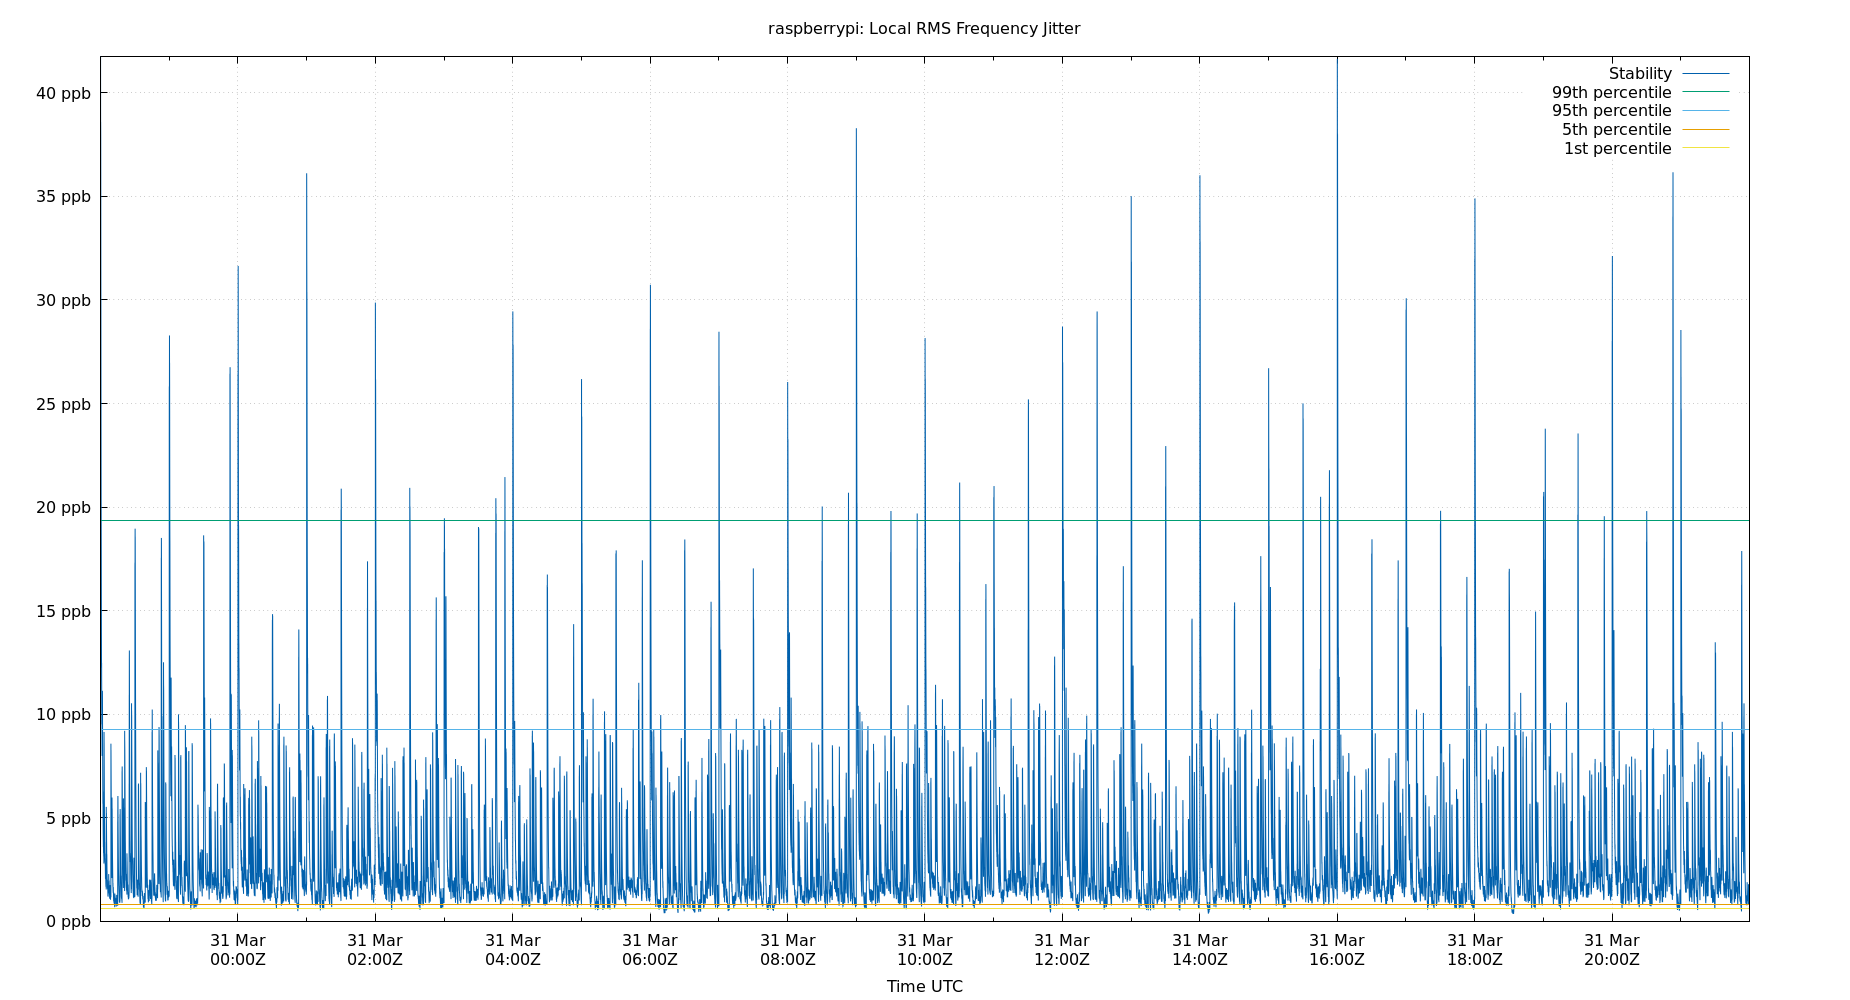 raspberrypi: Local RMS Frequency Jitter
Stability
99th percentile
95th percentile
5th percentile
1st percentile
40 ppb
35 ppb
30 ppb
25 ppb
20 ppb
15 ppb
10 ppb
5 ppb
0 ppb
31 Mar 31 Mar 31 Mar 31 Mar 31 Mar 31 Mar 31 Mar 31 Mar 31 Mar 31 Mar 31 Mar
00:00Z 02:00Z 04:00Z 06:00Z 08:00Z 10:00Z 12:00Z 14:00Z 16:00Z 18:00Z 20:00Z
Time UTC